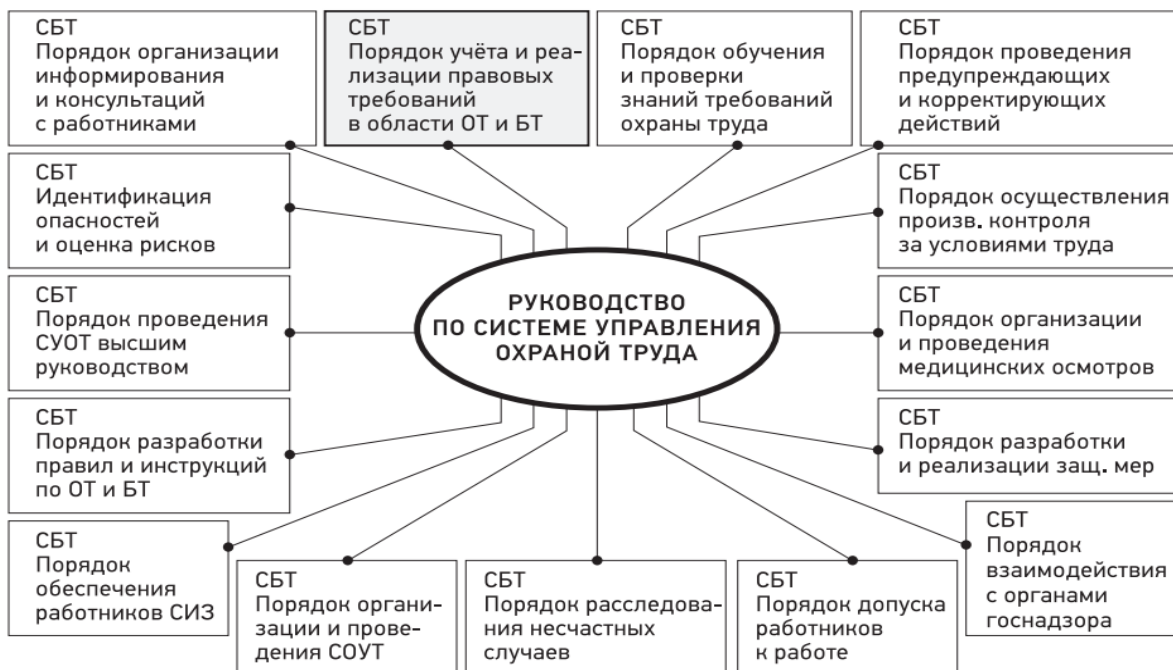 СБТ
Порядок организации
информирования
и консультаций
с работниками
СБТ
Порядок учёта и реа-
лизации правовых
требований
в области ОТ и БТ
СБТ
Порядок обучения
и проверки
знаний требований
охраны труда
СБТ
Порядок проведения
предупреждающих
и корректирующих
действий
СБТ
Идентификация
опасностей
и оценка рисков
СБТ
Порядок осуществления
произв. контроля
за условиями труда
СБТ
Порядок проведения
СУОТ высшим
руководством
РУКОВОДСТВО
ПО СИСТЕМЕ УПРАВЛЕНИЯ
ОХРАНОЙ ТРУДА
СБТ
Порядок организации
и проведения
медицинских осмотров
СБТ
Порядок разработки
правил и инструкций
по ОТ и БТ
СБТ
Порядок разработки
и реализации защ. мер
СБТ
Порядок
обеспечения
работников СИЗ
СБТ
Порядок органи-
зации и прове-
дения СОУТ
СБТ
Порядок расследова-
ния несчастных
случаев
СБТ
Порядок допуска
работников
к работе
СБТ
Порядок
взаимодействия
с органами
госнадзора